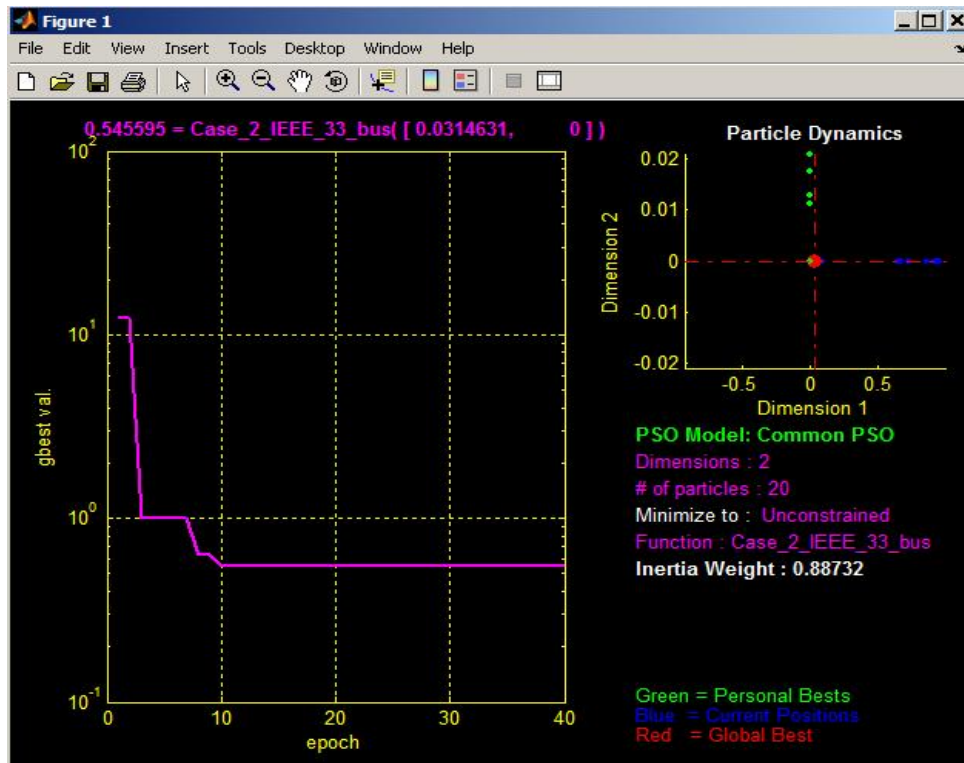 Figure 1
File Edit View Insert Tools Desktop Window Help
0.545595 = Case_2_IEEE_33_bus( [ 0.0314631, 0 ] )
10^2
10^1
10^0
10^-1
gbest val.
0 10 20 30 40
epoch
Particle Dynamics
0.02
0.01
0
-0.01
-0.02
Dimension 2
-0.5 0 0.5
Dimension 1
PSO Model: Common PSO
Dimensions : 2
# of particles : 20
Minimize to : Unconstrained
Function : Case_2_IEEE_33_bus
Inertia Weight : 0.88732
Green = Personal Bests
Blue = Current Positions
Red = Global Best